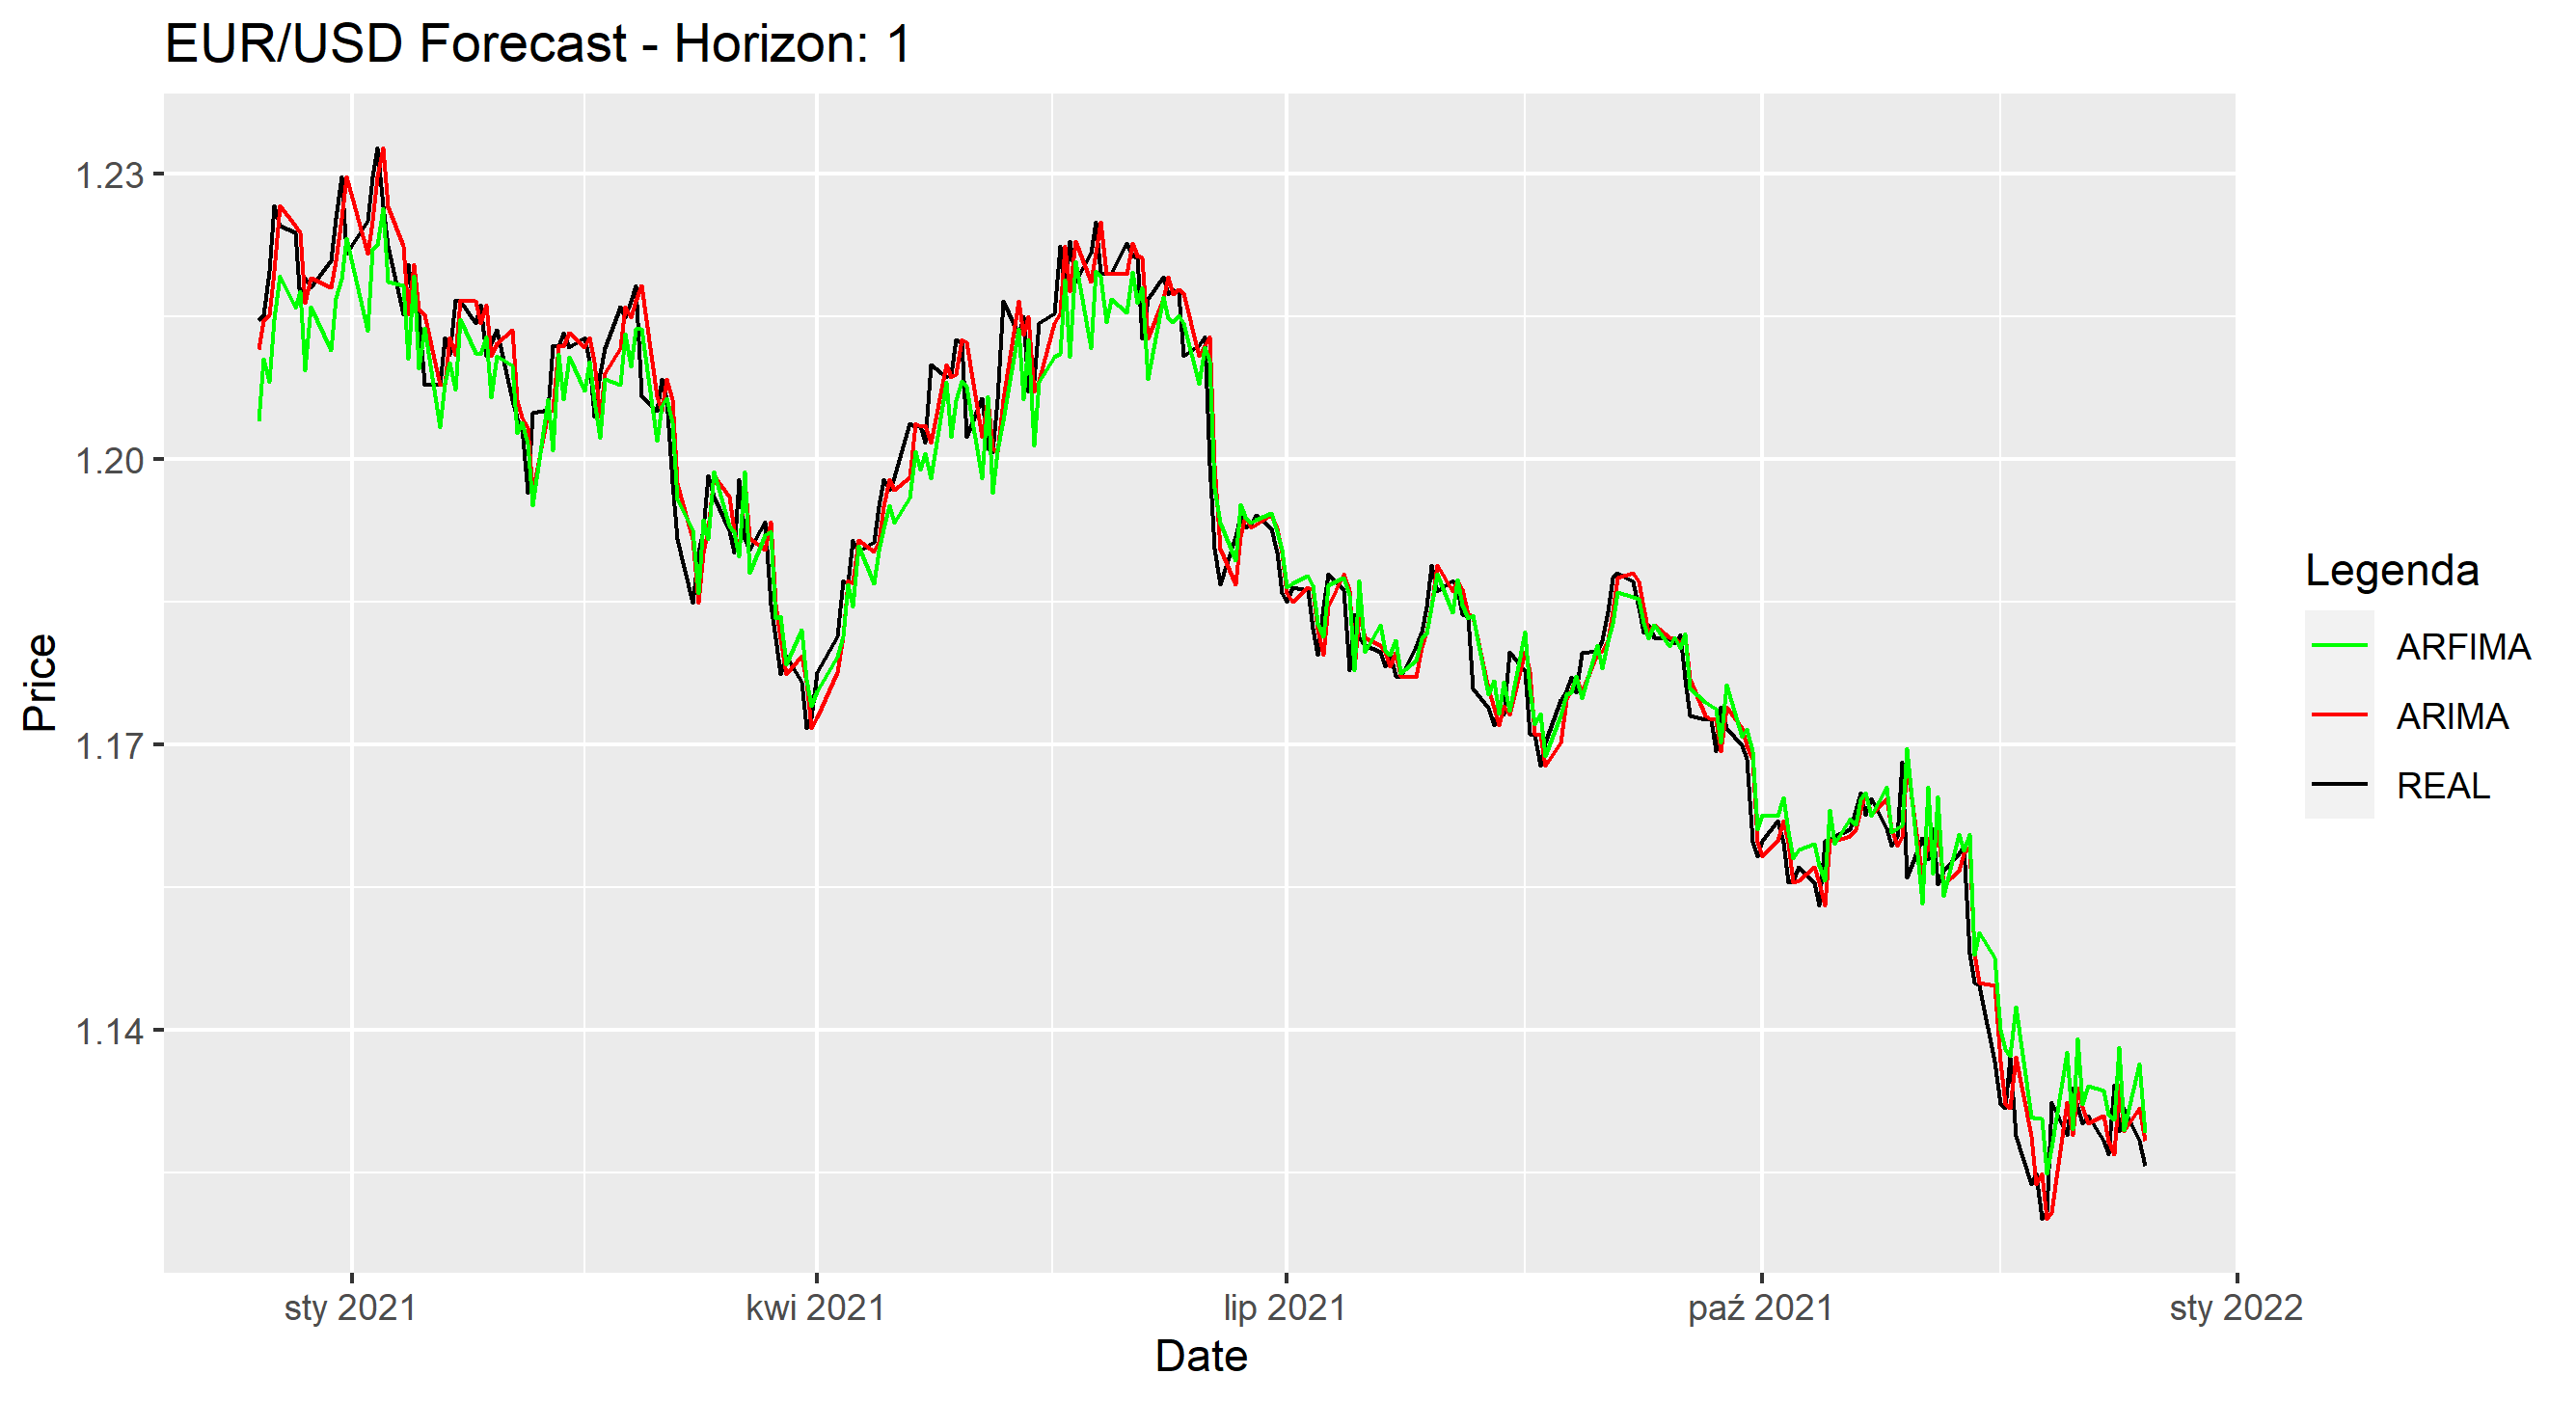 EUR/USD Forecast - Horizon: 1
Price
1.23
1.20
1.17
1.14
sty 2021
kwi 2021
lip 2021
paź 2021
sty 2022
Date
Legenda
ARFIMA
ARIMA
REAL